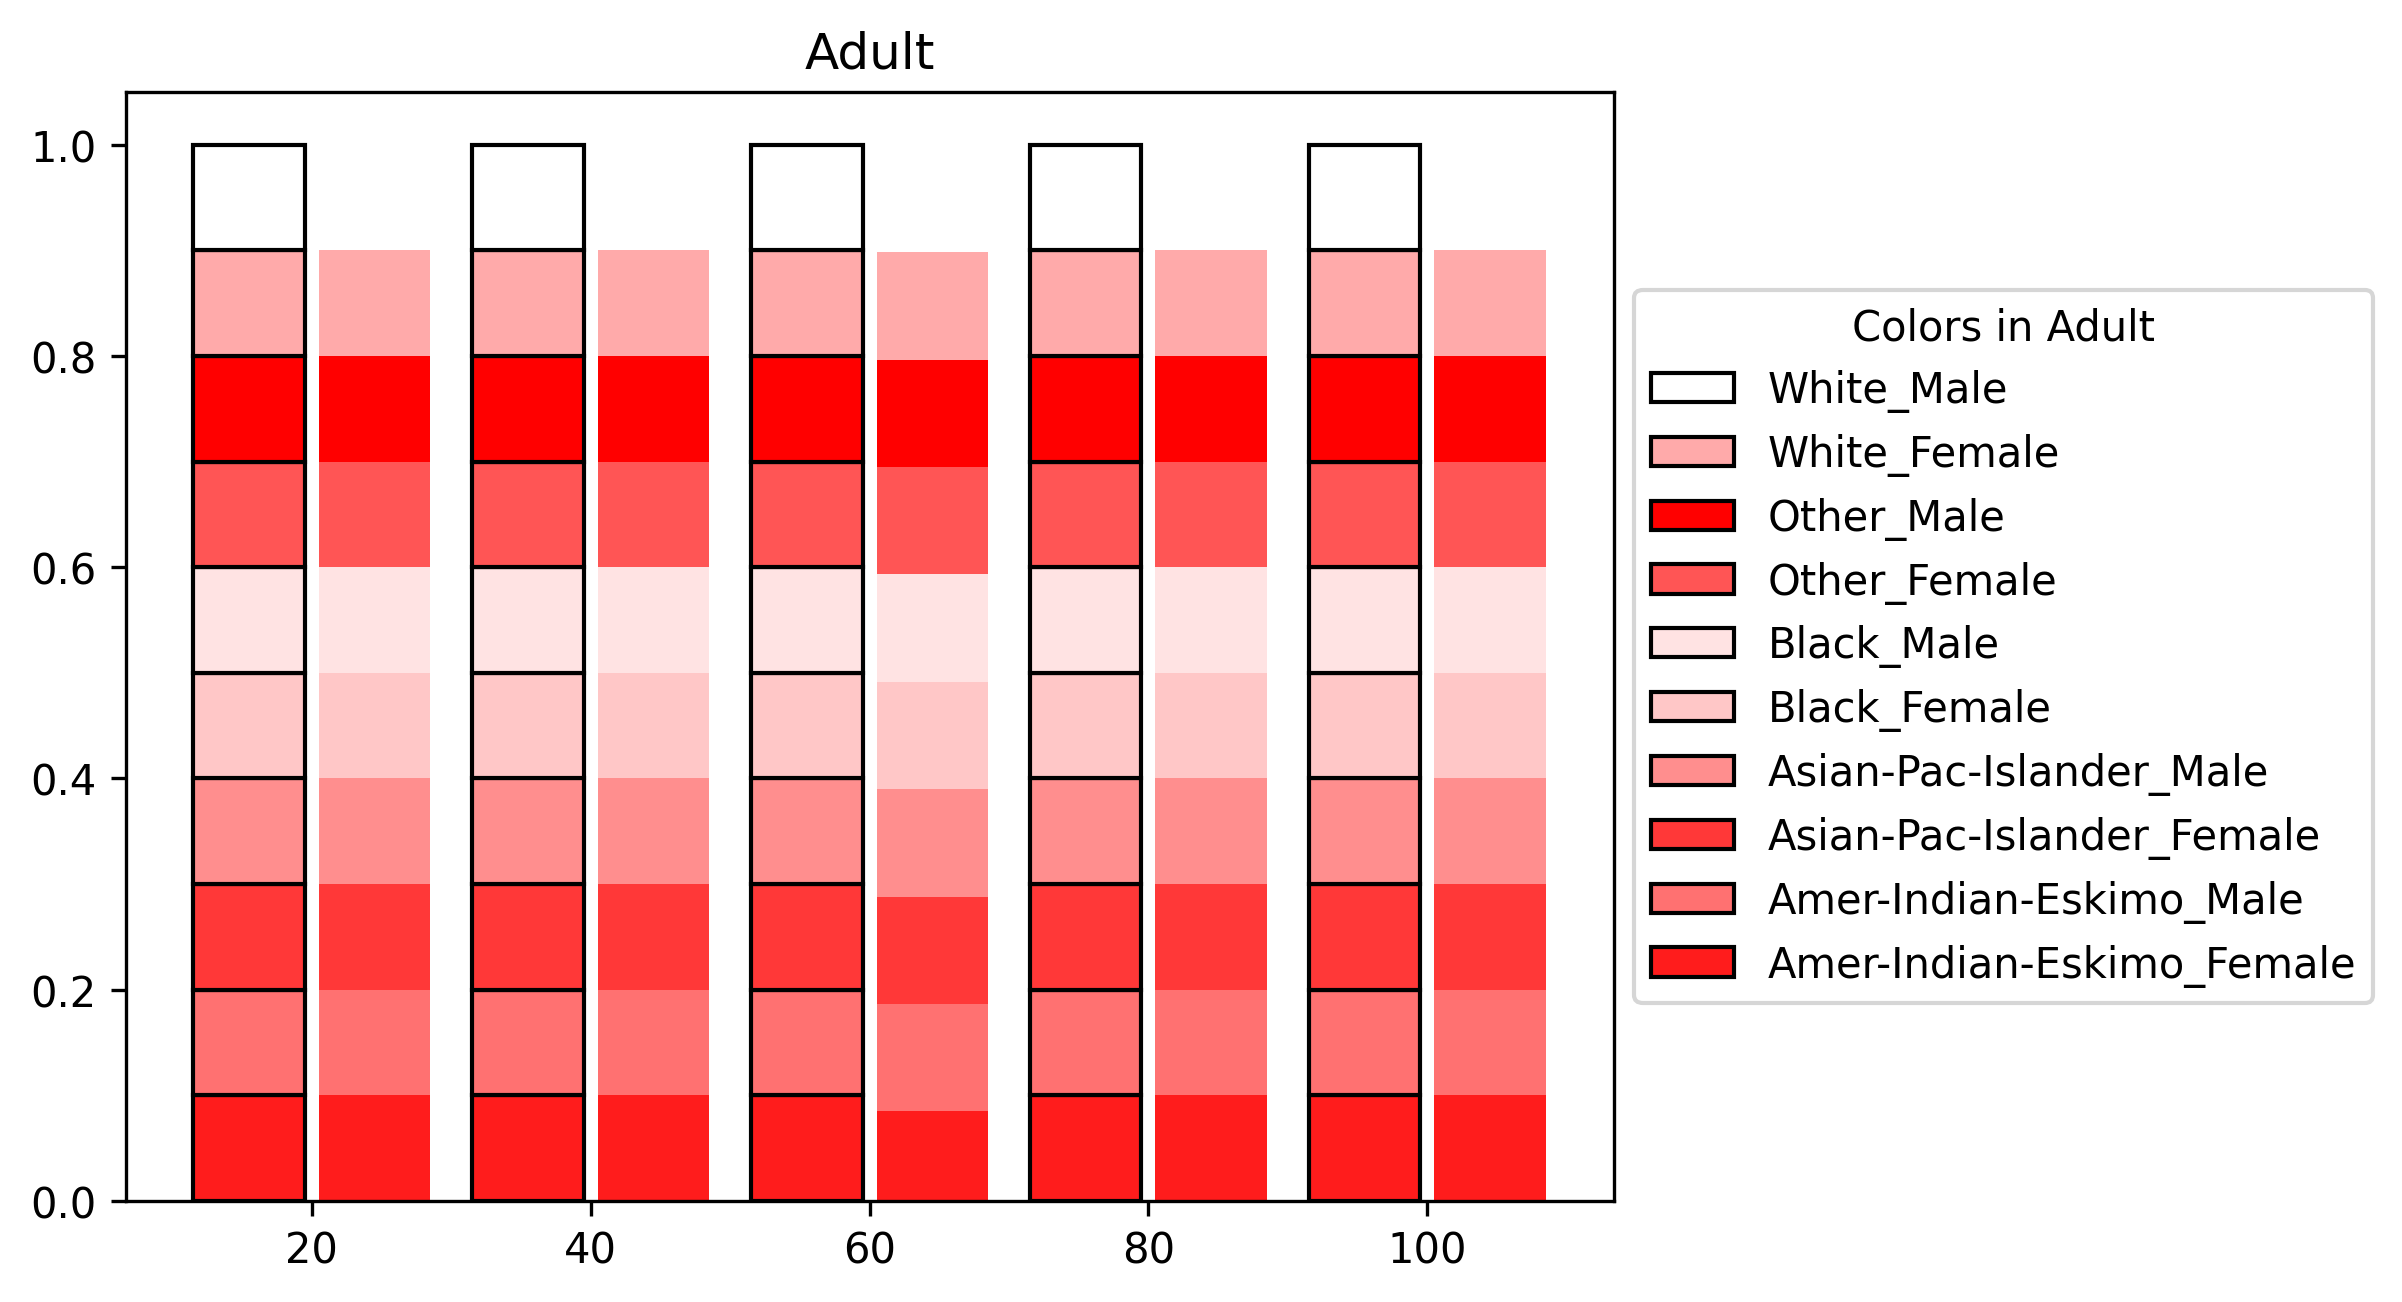 Adult
1.0
0.8
0.6
0.4
0.2
0.0
20 40 60 80 100
Colors in Adult
White_Male
White_Female
Other_Male
Other_Female
Black_Male
Black_Female
Asian-Pac-Islander_Male
Asian-Pac-Islander_Female
Amer-Indian-Eskimo_Male
Amer-Indian-Eskimo_Female